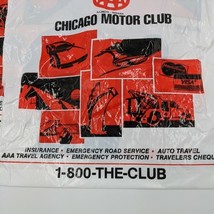 CHICAGO MOTOR CLUB
INSURANCE • EMERGENCY ROAD SERVICE • AUTO TRAVEL
AAA TRAVEL AGENCY • EMERGENCY PROTECTION • TRAVELERS CHEQU
1-800-THE-CLUB